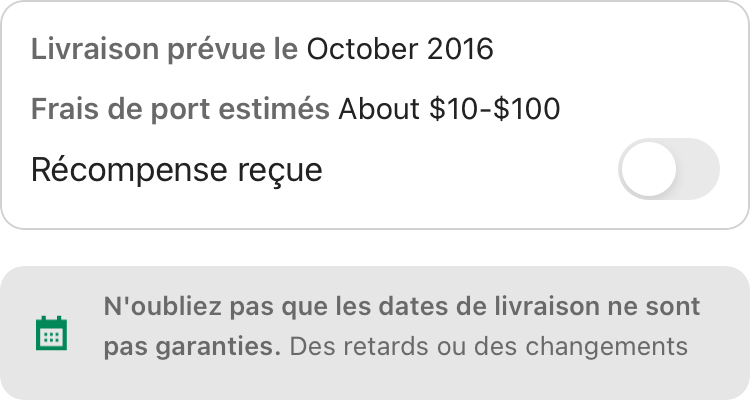 Livraison prévue le October 2016
Frais de port estimés About $10-$100
Récompense reçue
N'oubliez pas que les dates de livraison ne sont
pas garanties. Des retards ou des changements